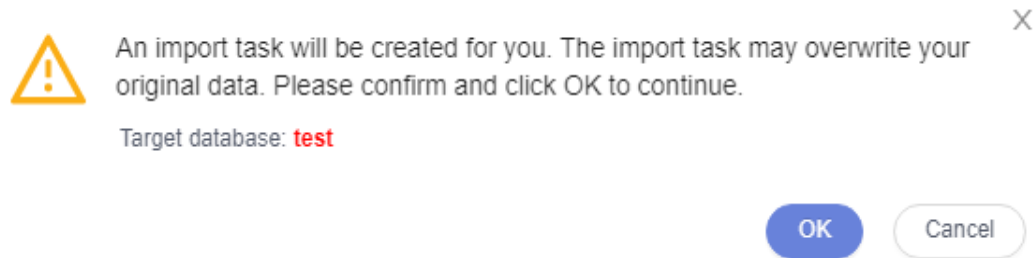 X
An import task will be created for you. The import task may overwrite your
original data. Please confirm and click OK to continue.
Target database: test
OK
Cancel